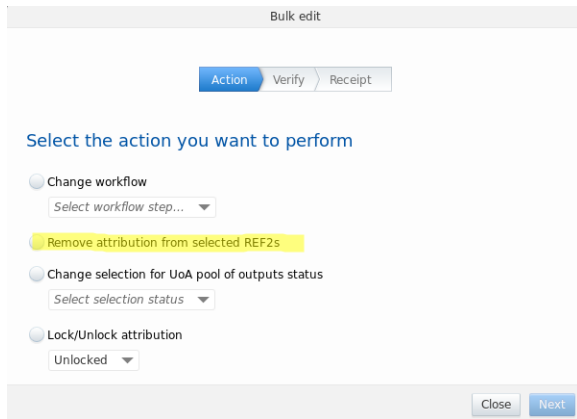 Bulk edit
Action Verify Receipt
Select the action you want to perform
Change workflow
Select workflow step...
Remove attribution from selected REF2s
Change selection for UoA pool of outputs status
Select selection status
Lock/Unlock attribution
Unlocked
Close Next